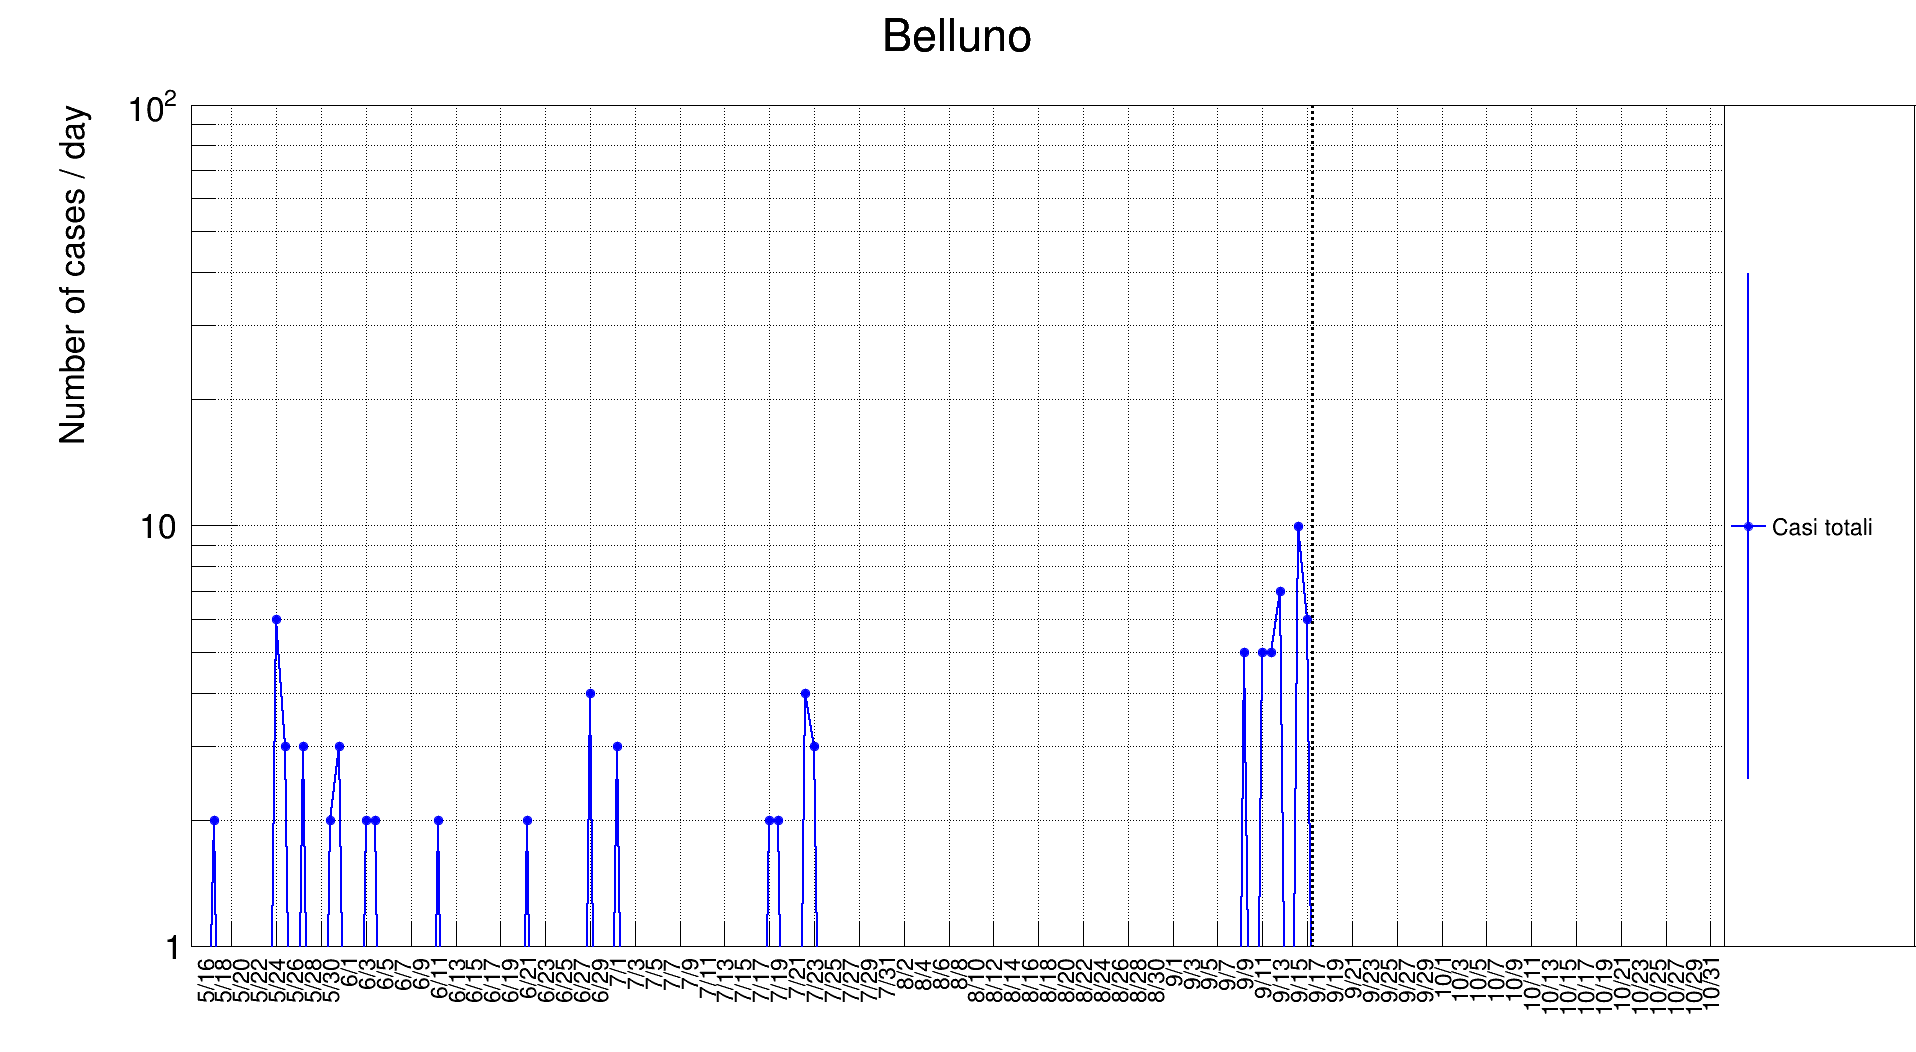 Belluno
Number of cases / day
10²
10
1
5/16 5/18 5/20 5/22 5/24 5/26 5/28 5/30 6/1 6/3 6/5 6/7 6/9 6/11 6/13 6/15 6/17 6/19 6/21 6/23 6/25 6/27 6/29 7/1 7/3 7/5 7/7 7/9 7/11 7/13 7/15 7/17 7/19 7/21 7/23 7/25 7/27 7/29 7/31 8/2 8/4 8/6 8/8 8/10 8/12 8/14 8/16 8/18 8/20 8/22 8/24 8/26 8/28 8/30 9/1 9/3 9/5 9/7 9/9 9/11 9/13 9/15 9/17 9/19 9/21 9/23 9/25 9/27 9/29 10/1 10/3 10/5 10/7 10/9 10/11 10/13 10/15 10/17 10/19 10/21 10/23 10/25 10/27 10/29 10/31
Casi totali